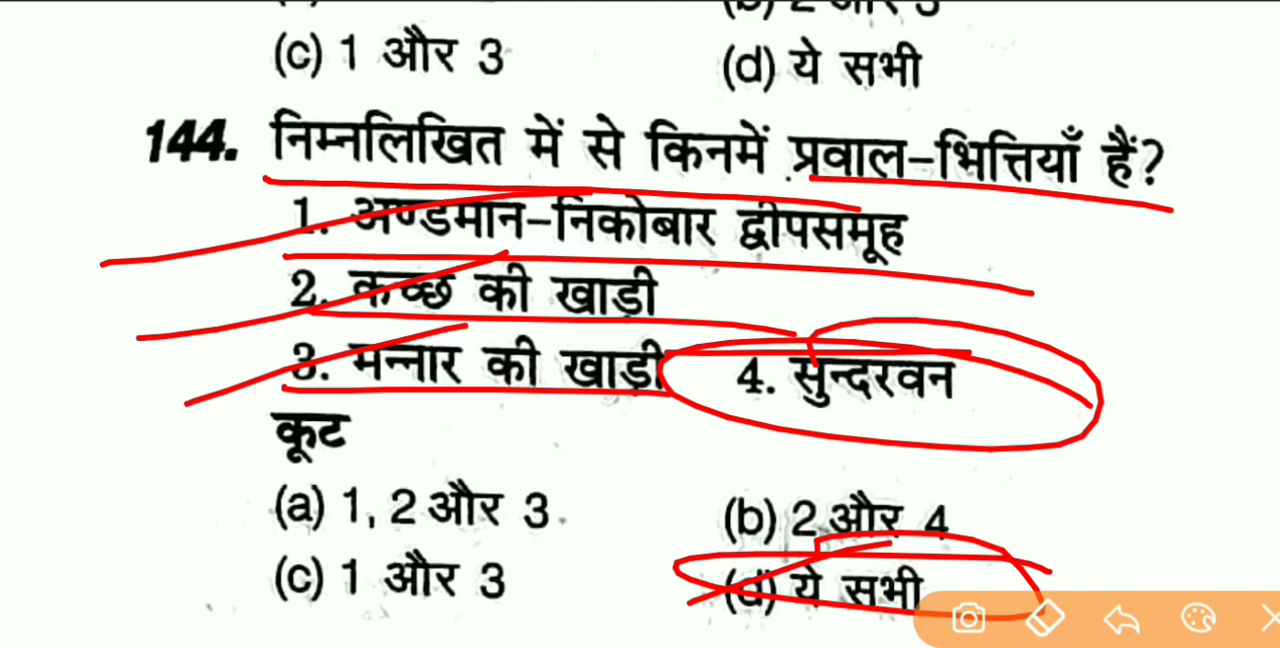 (c) 1 और 3 (d) ये सभी
144. निम्नलिखित में से किनमें प्रवाल-भित्तियाँ हैं?
1. अण्डमान-निकोबार द्वीपसमूह
2. कच्छ की खाड़ी
3. मन्नार की खाड़ी 4. सुन्दरवन
कूट
(a) 1, 2 और 3 (b) 2 और 4
(c) 1 और 3 (d) ये सभी